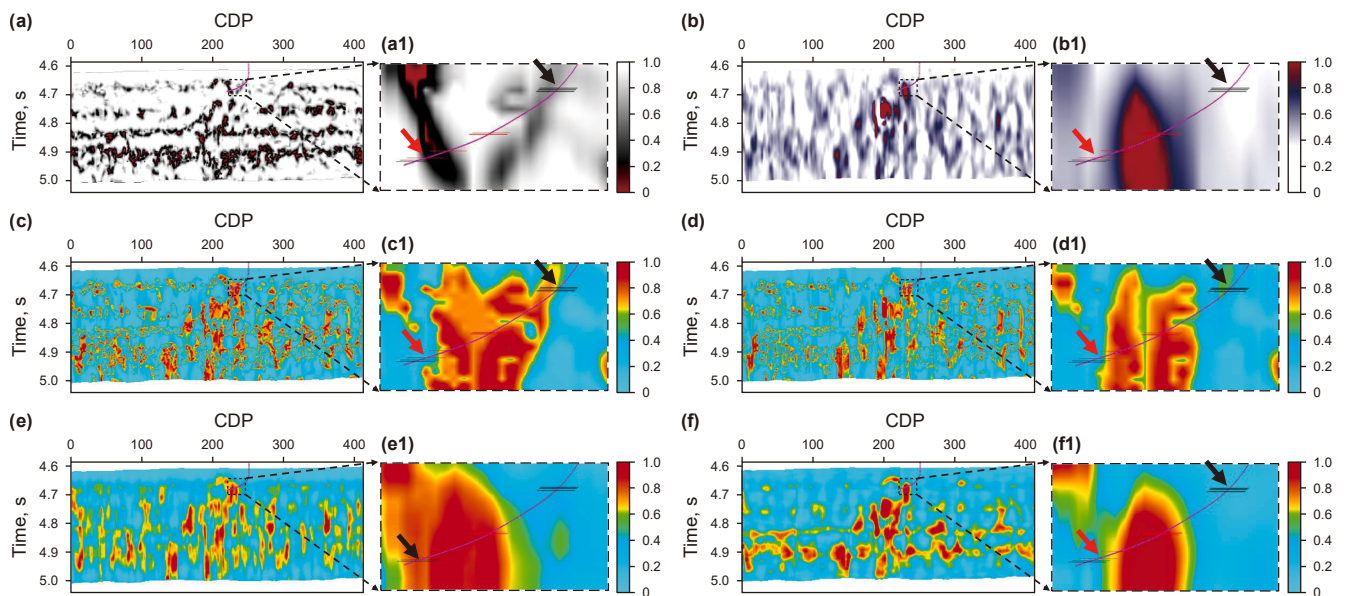 (a) CDP (b) CDP
0 100 200 300 400 (a1) 0 100 200 300 400 (b1)
4.6 1.0 4.6 1.0
4.7 0.8 4.7 0.8
Time, s 4.8 0.6 Time, s 4.8 0.6
0.4 0.4
4.9 0.2 4.9 0.2
5.0 0 5.0 0
(c) CDP (d) CDP
0 100 200 300 400 (c1) 0 100 200 300 400 (d1)
4.6 1.0 4.6 1.0
4.7 0.8 4.7 0.8
Time, s 4.8 0.6 Time, s 4.8 0.6
0.4 0.4
4.9 0.2 4.9 0.2
5.0 0 5.0 0
(e) CDP (f) CDP
0 100 200 300 400 (e1) 0 100 200 300 400 (f1)
4.6 1.0 4.6 1.0
4.7 0.8 4.7 0.8
Time, s 4.8 0.6 Time, s 4.8 0.6
0.4 0.4
4.9 0.2 4.9 0.2
5.0 0 5.0 0